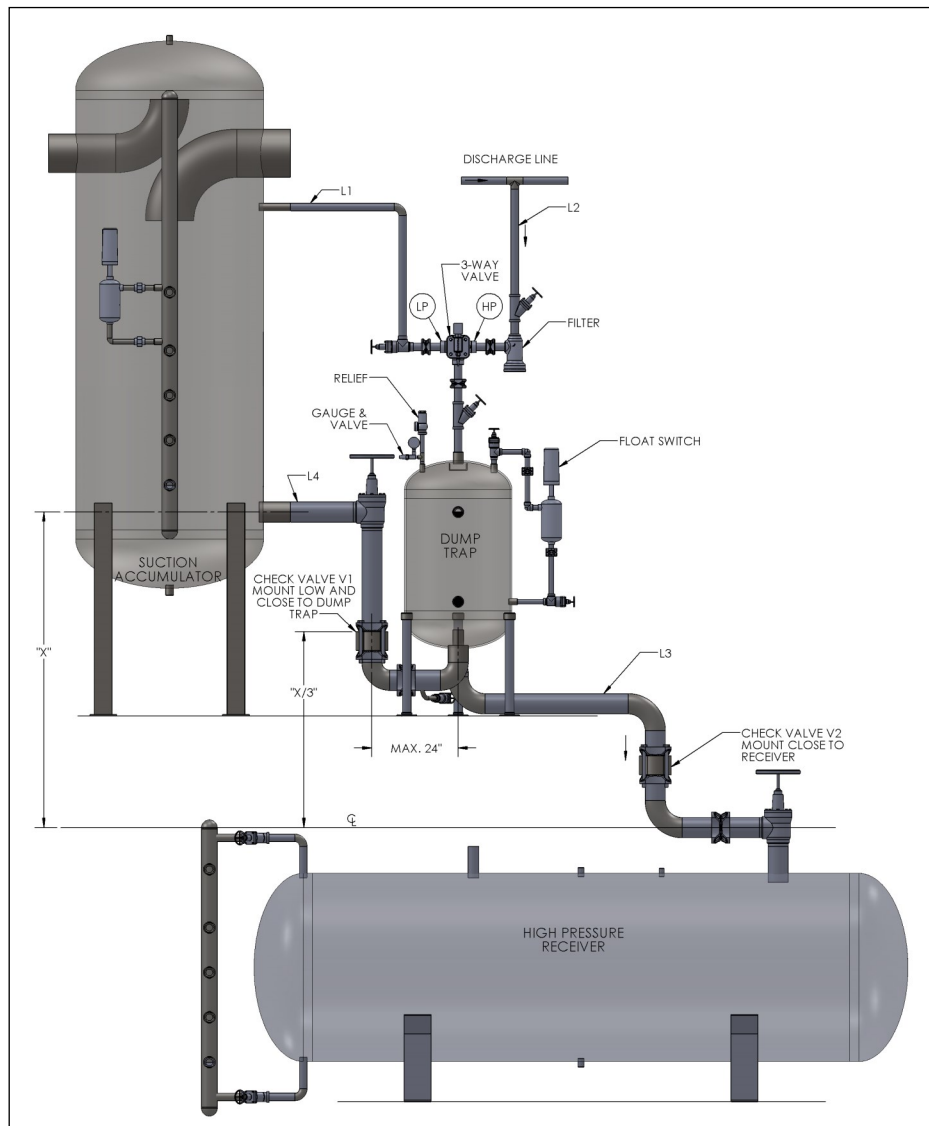 DISCHARGE LINE
L1
L2
3-WAY
VALVE
LP
HP
FILTER
RELIEF
GAUGE &
VALVE
FLOAT SWITCH
L4
DUMP
TRAP
SUCTION
ACCUMULATOR
CHECK VALVE V1
MOUNT LOW AND
CLOSE TO DUMP
TRAP
"X"
"X/3"
L3
MAX. 24"
CHECK VALVE V2
MOUNT CLOSE TO
RECEIVER
℄
HIGH PRESSURE
RECEIVER